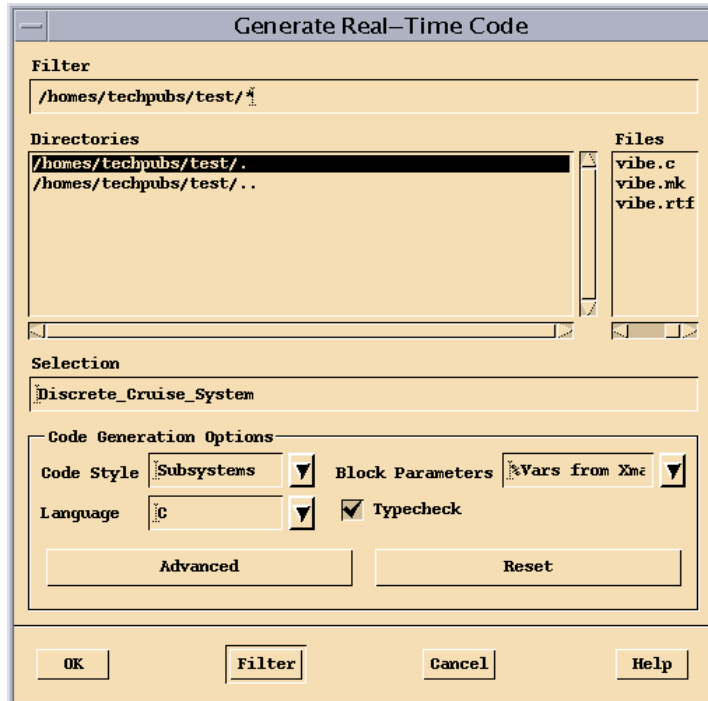 Generate Real-Time Code
Filter
/homes/techpubs/test/*
Directories
/homes/techpubs/test/.
/homes/techpubs/test/..
Files
vibe.c
vibe.mk
vibe.rtf
Selection
Discrete_Cruise_System
Code Generation Options
Code Style Subsystems Block Parameters %Vars from Xma
Language C Typecheck
Advanced Reset
OK Filter Cancel Help